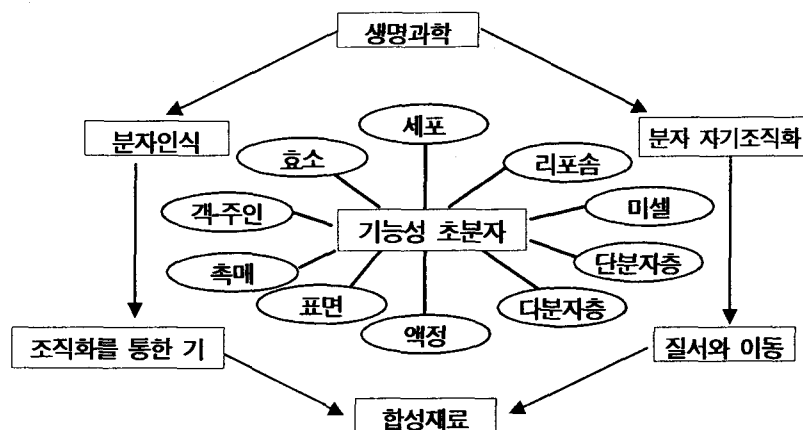 생명과학
분자인식
세포
분자 자기조직화
효소
리포솜
객-주인
미셀
기능성 초분자
촉매
단분자층
표면
다분자층
액정
조직화를 통한 기
질서와 이동
합성재료